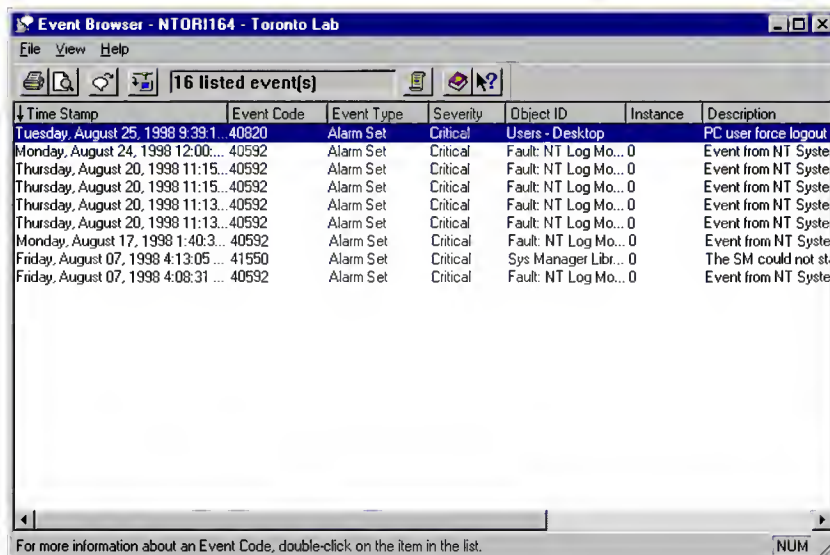 Event Browser - NTORI164 - Toronto Lab
File View Help
16 listed event(s)
Time Stamp Event Code Event Type Severity Object ID Instance Description
Tuesday, August 25, 1998 9:39:1... 40820 Alarm Set Critical Users - Desktop PC user force logout
Monday, August 24, 1998 12:00:... 40592 Alarm Set Critical Fault: NT Log Mo... 0 Event from NT Syste
Thursday, August 20, 1998 11:15... 40592 Alarm Set Critical Fault: NT Log Mo... 0 Event from NT Syste
Thursday, August 20, 1998 11:15... 40592 Alarm Set Critical Fault: NT Log Mo... 0 Event from NT Syste
Thursday, August 20, 1998 11:13... 40592 Alarm Set Critical Fault: NT Log Mo... 0 Event from NT Syste
Thursday, August 20, 1998 11:13... 40592 Alarm Set Critical Fault: NT Log Mo... 0 Event from NT Syste
Monday, August 17, 1998 1:40:3... 40592 Alarm Set Critical Fault: NT Log Mo... 0 Event from NT Syste
Friday, August 07, 1998 4:13:05 ... 41550 Alarm Set Critical Sys Manager Libr... 0 The SM could not sta
Friday, August 07, 1998 4:08:31 ... 40592 Alarm Set Critical Fault: NT Log Mo... 0 Event from NT Syste
For more information about an Event Code, double-click on the item in the list. NUM